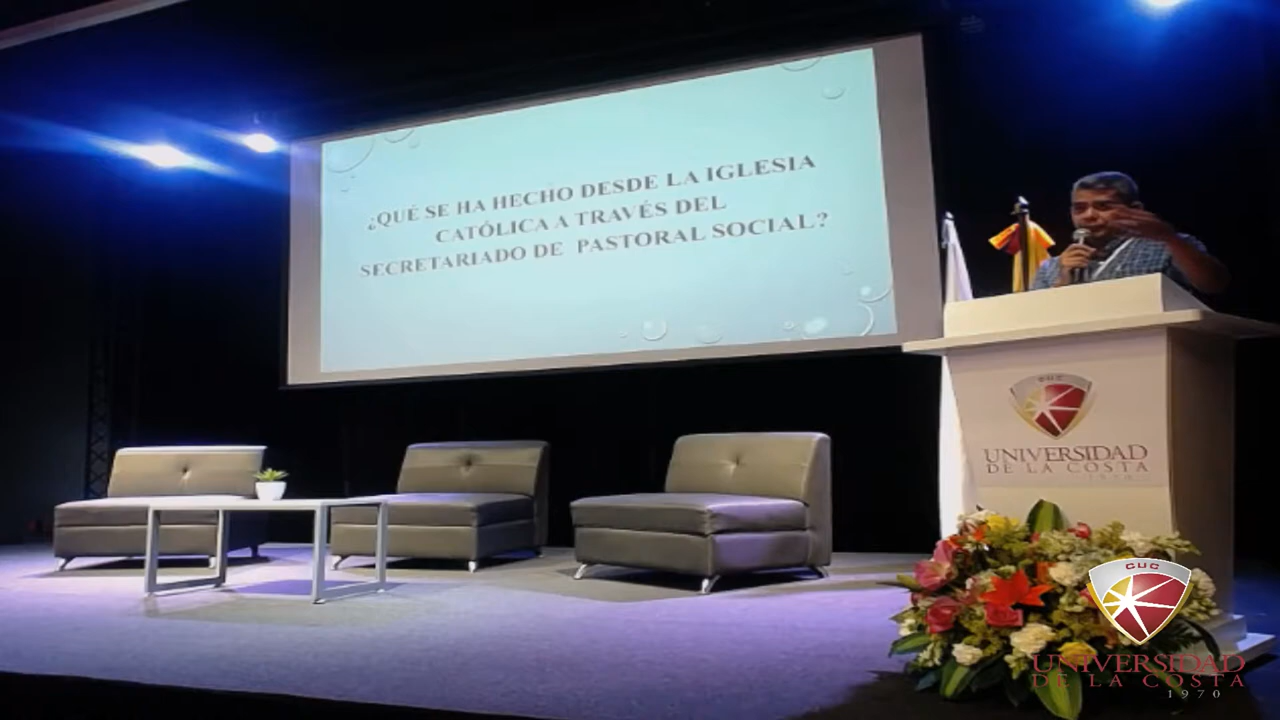 ¿QUÉ SE HA HECHO DESDE LA IGLESIA
CATÓLICA A TRAVÉS DEL
SECRETARIADO DE PASTORAL SOCIAL?
CUC
UNIVERSIDAD
DE LA COSTA
1970
CUC
UNIVERSIDAD
DE LA COSTA
1970